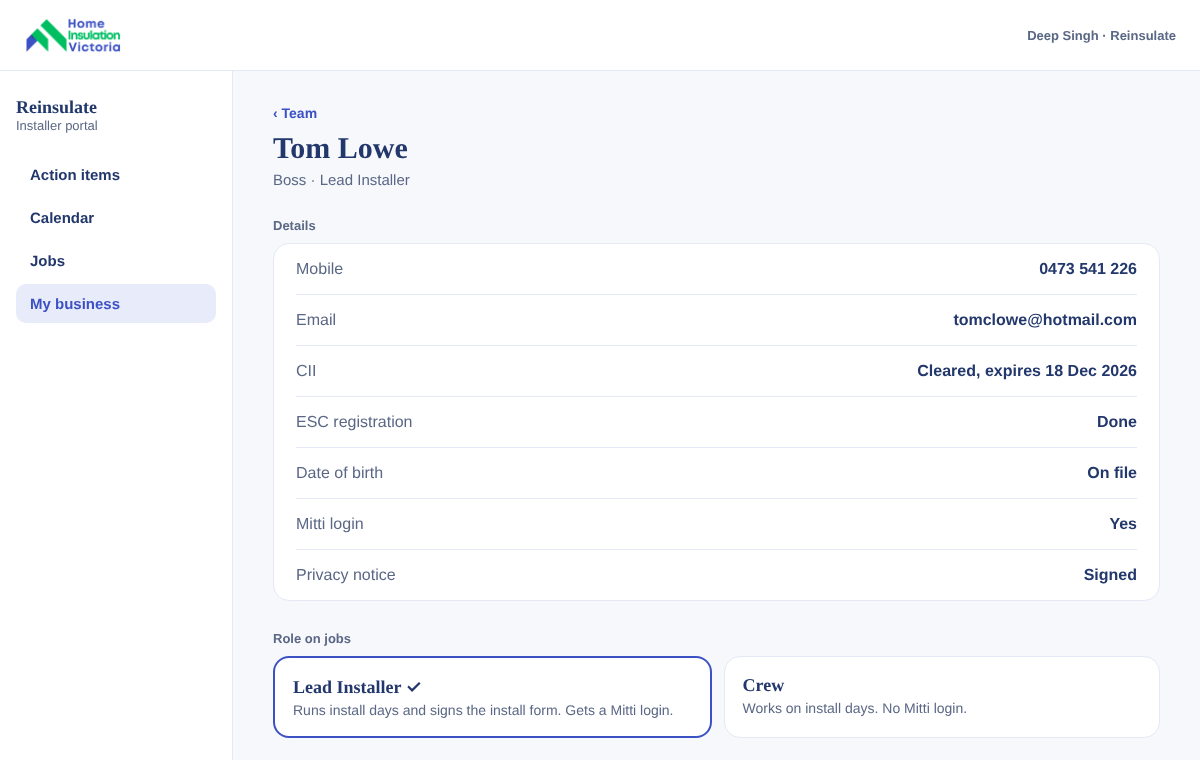 Home
Insulation
Victoria
Deep Singh · Reinsulate
Reinsulate
Installer portal
Action items
Calendar
Jobs
My business
‹ Team
Tom Lowe
Boss · Lead Installer
Details
Mobile 0473 541 226
Email tomclowe@hotmail.com
CII Cleared, expires 18 Dec 2026
ESC registration Done
Date of birth On file
Mitti login Yes
Privacy notice Signed
Role on jobs
Lead Installer ✓
Runs install days and signs the install form. Gets a Mitti login.
Crew
Works on install days. No Mitti login.